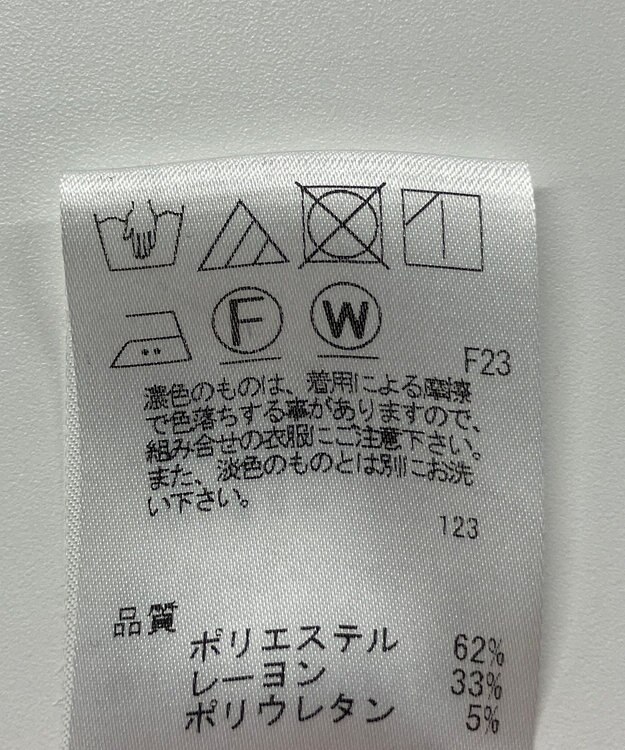 F
W
F23
濃色のものは、着用による摩擦
で色落ちする事がありますので、
組み合せの衣服にご注意下さい。
また、淡色のものとは別にお洗
い下さい。
123
品質
ポリエステル 62%
レーヨン 33%
ポリウレタン 5%